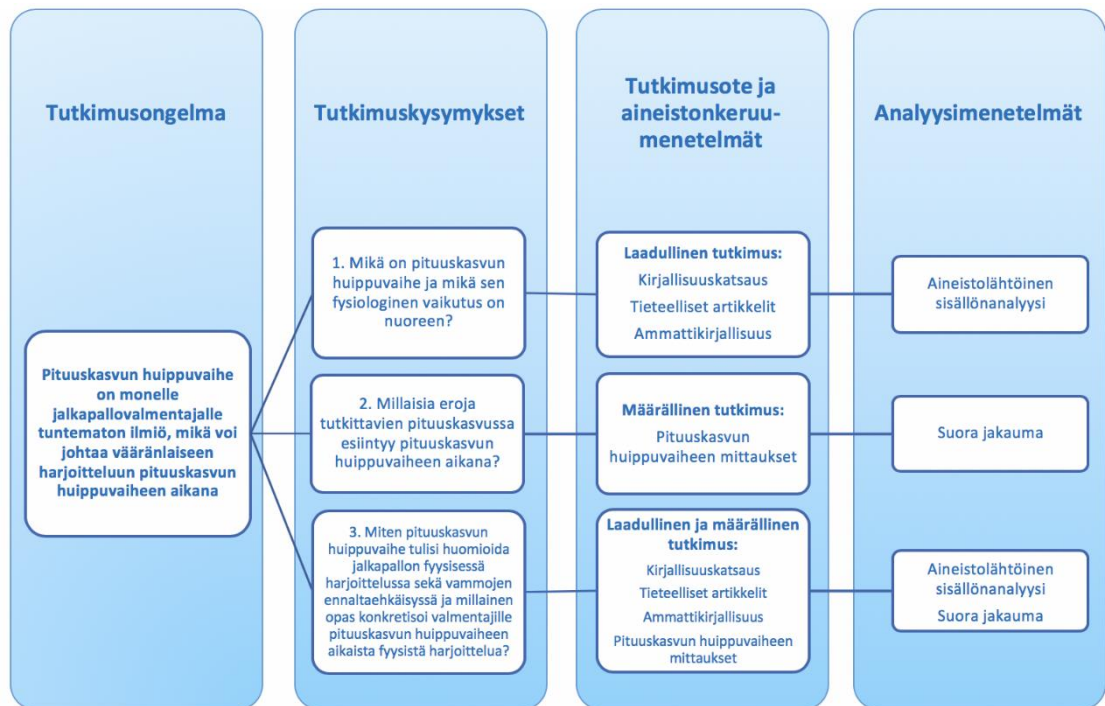 Tutkimusongelma
Pituuskasvun huippuvaihe
on monelle
jalkapallovalmentajalle
tuntematon ilmiö, mikä voi
johtaa vääränlaiseen
harjoitteluun pituuskasvun
huippuvaiheen aikana
Tutkimuskysymykset
1. Mikä on pituuskasvun
huippuvaihe ja mikä sen
fysiologinen vaikutus on
nuoreen?
2. Millaisia eroja
tutkittavien pituuskasvussa
esiintyy pituuskasvun
huippuvaiheen aikana?
3. Miten pituuskasvun
huippuvaihe tulisi huomioida
jalkapallon fyysisessä
harjoittelussa sekä vammojen
ennaltaehkäisyssä ja millainen
opas konkretisoi valmentajille
pituuskasvun huippuvaiheen
aikaista fyysistä harjoittelua?
Tutkimusote ja
aineistonkeruu-
menetelmät
Laadullinen tutkimus:
Kirjallisuuskatsaus
Tieteelliset artikkelit
Ammattikirjallisuus
Määrällinen tutkimus:
Pituuskasvun
huippuvaiheen mittaukset
Laadullinen ja määrällinen
tutkimus:
Kirjallisuuskatsaus
Tieteelliset artikkelit
Ammattikirjallisuus
Pituuskasvun huippuvaiheen
mittaukset
Analyysimenetelmät
Aineistolähtöinen
sisällönanalyysi
Suora jakauma
Aineistolähtöinen
sisällönanalyysi
Suora jakauma